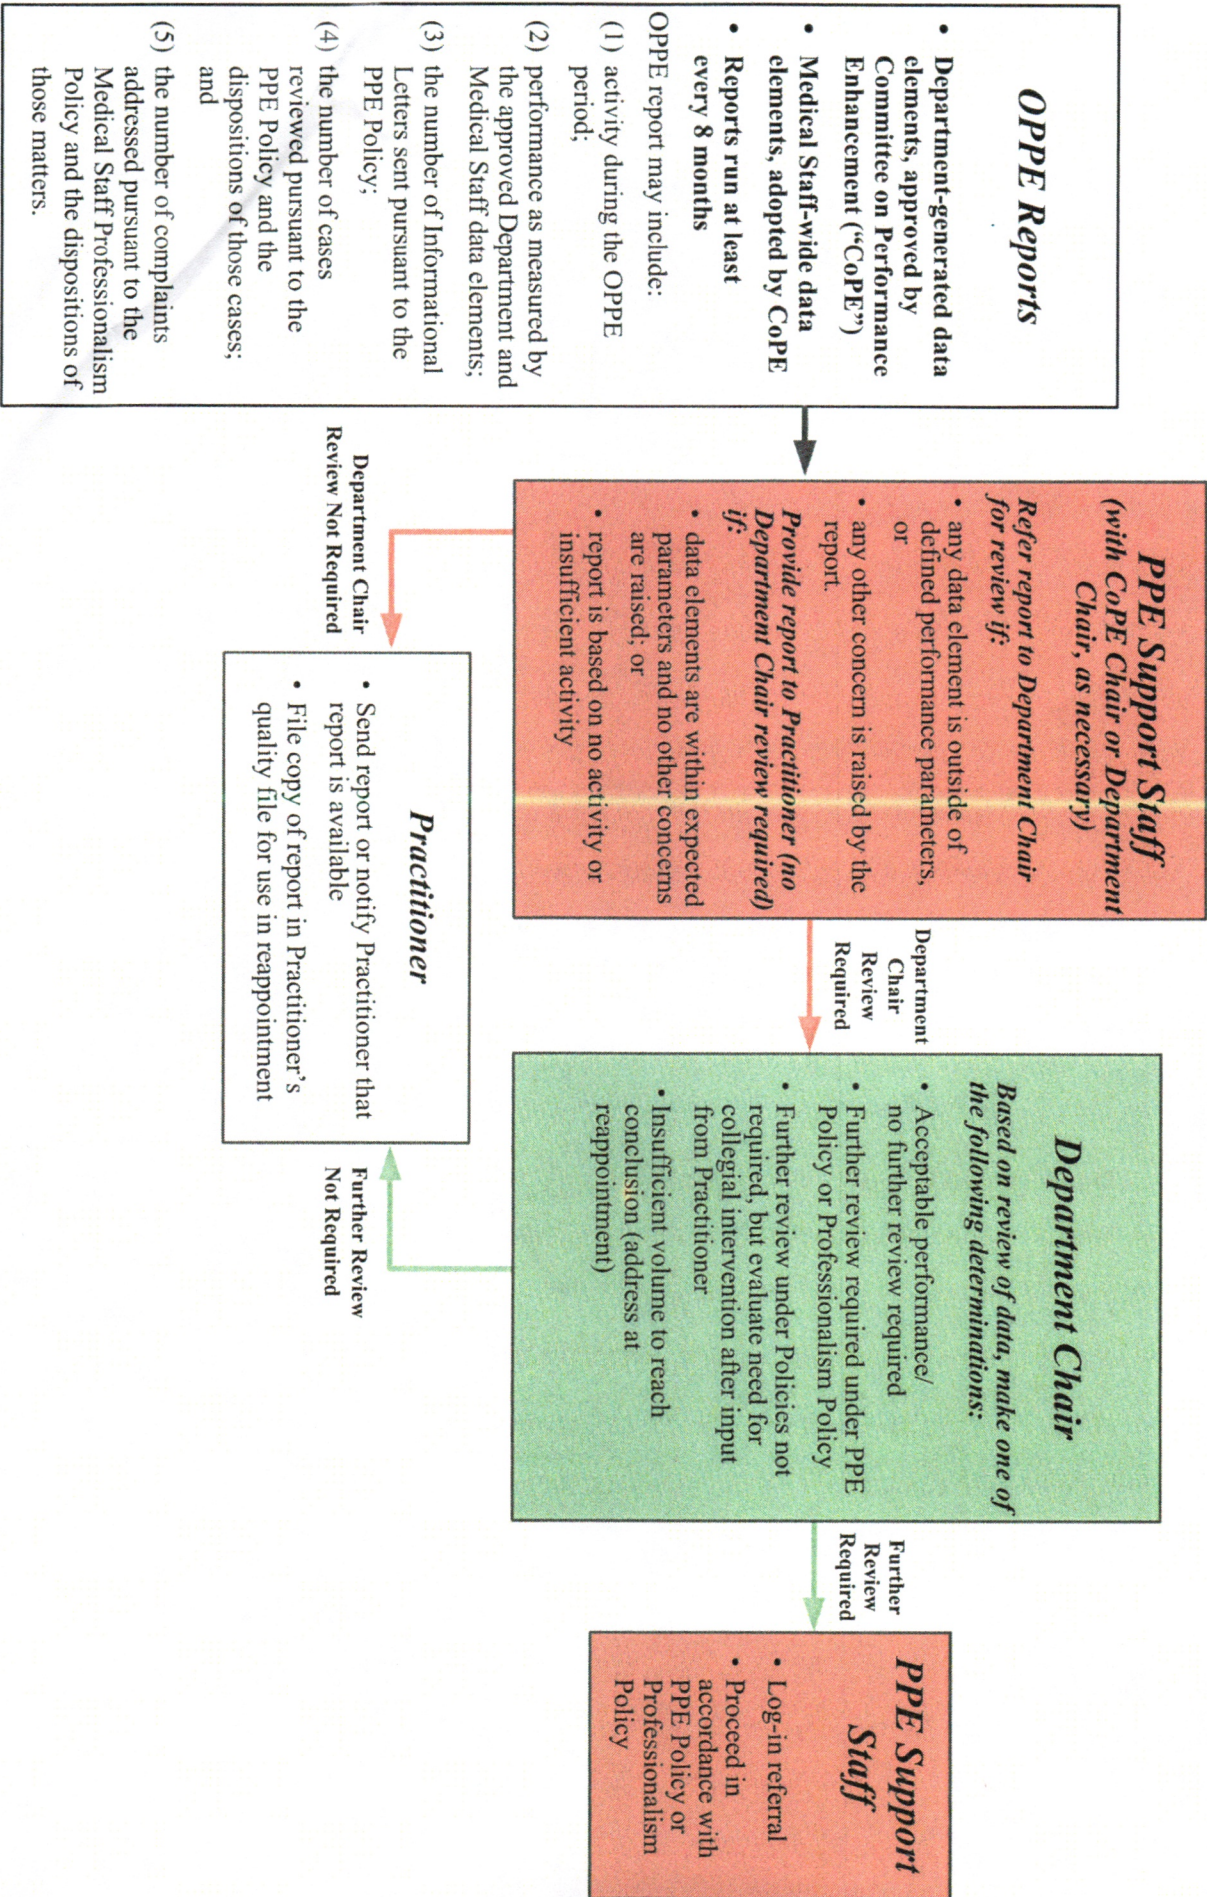 OPPE Reports
• Department-generated data
elements, approved by
Committee on Performance
Enhancement (“CoPE”)
• Medical Staff-wide data
elements, adopted by CoPE
• Reports run at least
every 8 months
OPPE report may include:
(1) activity during the OPPE
period;
(2) performance as measured by
the approved Department and
Medical Staff data elements;
(3) the number of Informational
Letters sent pursuant to the
PPE Policy;
(4) the number of cases
reviewed pursuant to the
PPE Policy and the
dispositions of those cases;
and
(5) the number of complaints
addressed pursuant to the
Medical Staff Professionalism
Policy and the dispositions of
those matters.
PPE Support Staff
(with CoPE Chair or Department
Chair, as necessary)
Refer report to Department Chair
for review if:
• any data element is outside of
defined performance parameters,
or
• any other concern is raised by the
report.
Provide report to Practitioner (no
Department Chair review required)
if:
• data elements are within expected
parameters and no other concerns
are raised; or
• report is based on no activity or
insufficient activity
Department Chair
Review Not Required
Department
Chair
Review
Required
Practitioner
• Send report or notify Practitioner that
report is available
• File copy of report in Practitioner’s
quality file for use in reappointment
Department Chair
Based on review of data, make one of
the following determinations:
• Acceptable performance/
no further review required
• Further review required under PPE
Policy or Professionalism Policy
• Further review under Policies not
required, but evaluate need for
collegial intervention after input
from Practitioner
• Insufficient volume to reach
conclusion (address at
reappointment)
Further Review
Not Required
Further
Review
Required
PPE Support
Staff
• Log-in referral
• Proceed in
accordance with
PPE Policy or
Professionalism
Policy